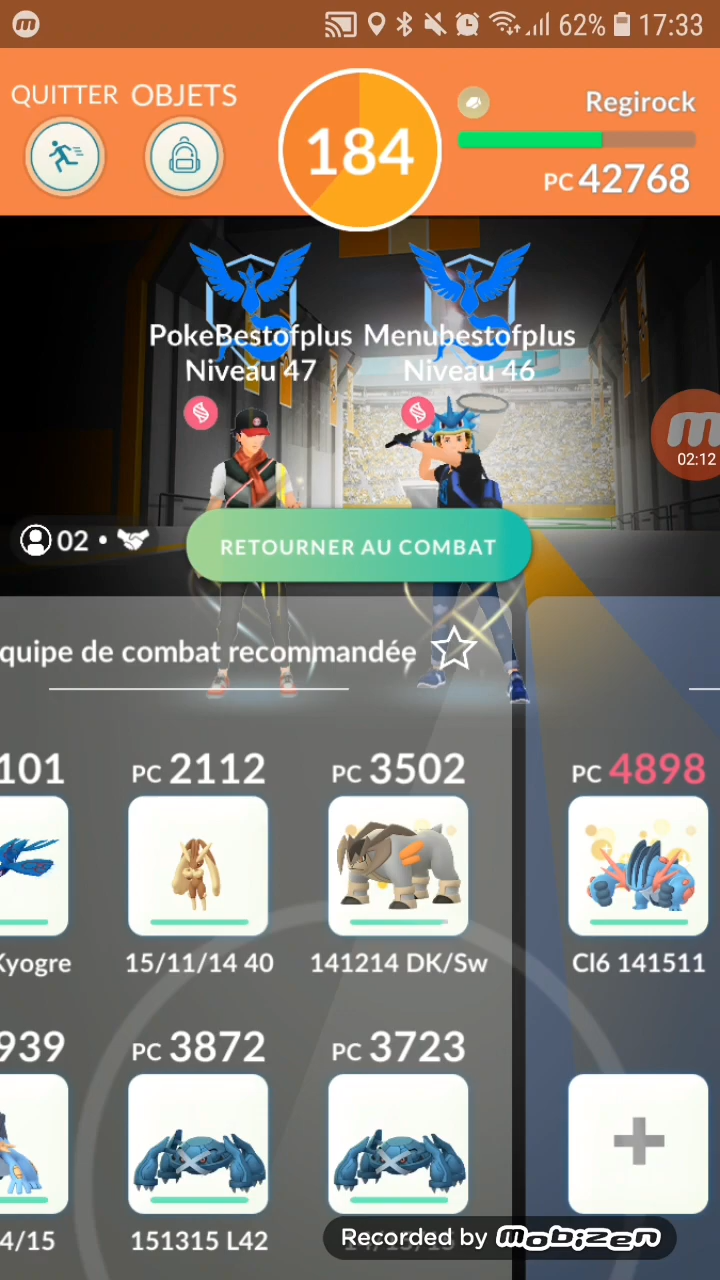 62% 17:33
QUITTER OBJETS
184
Regirock
PC 42768
PokeBestofplus Menubestofplus
Niveau 47 Niveau 46
02:12
02 •
RETOURNER AU COMBAT
quipe de combat recommandée
101 PC 2112 PC 3502 PC 4898
Kyogre 15/11/14 40 141214 DK/Sw Cl6 141511
939 PC 3872 PC 3723
4/15 151315 L42
Recorded by mobizen